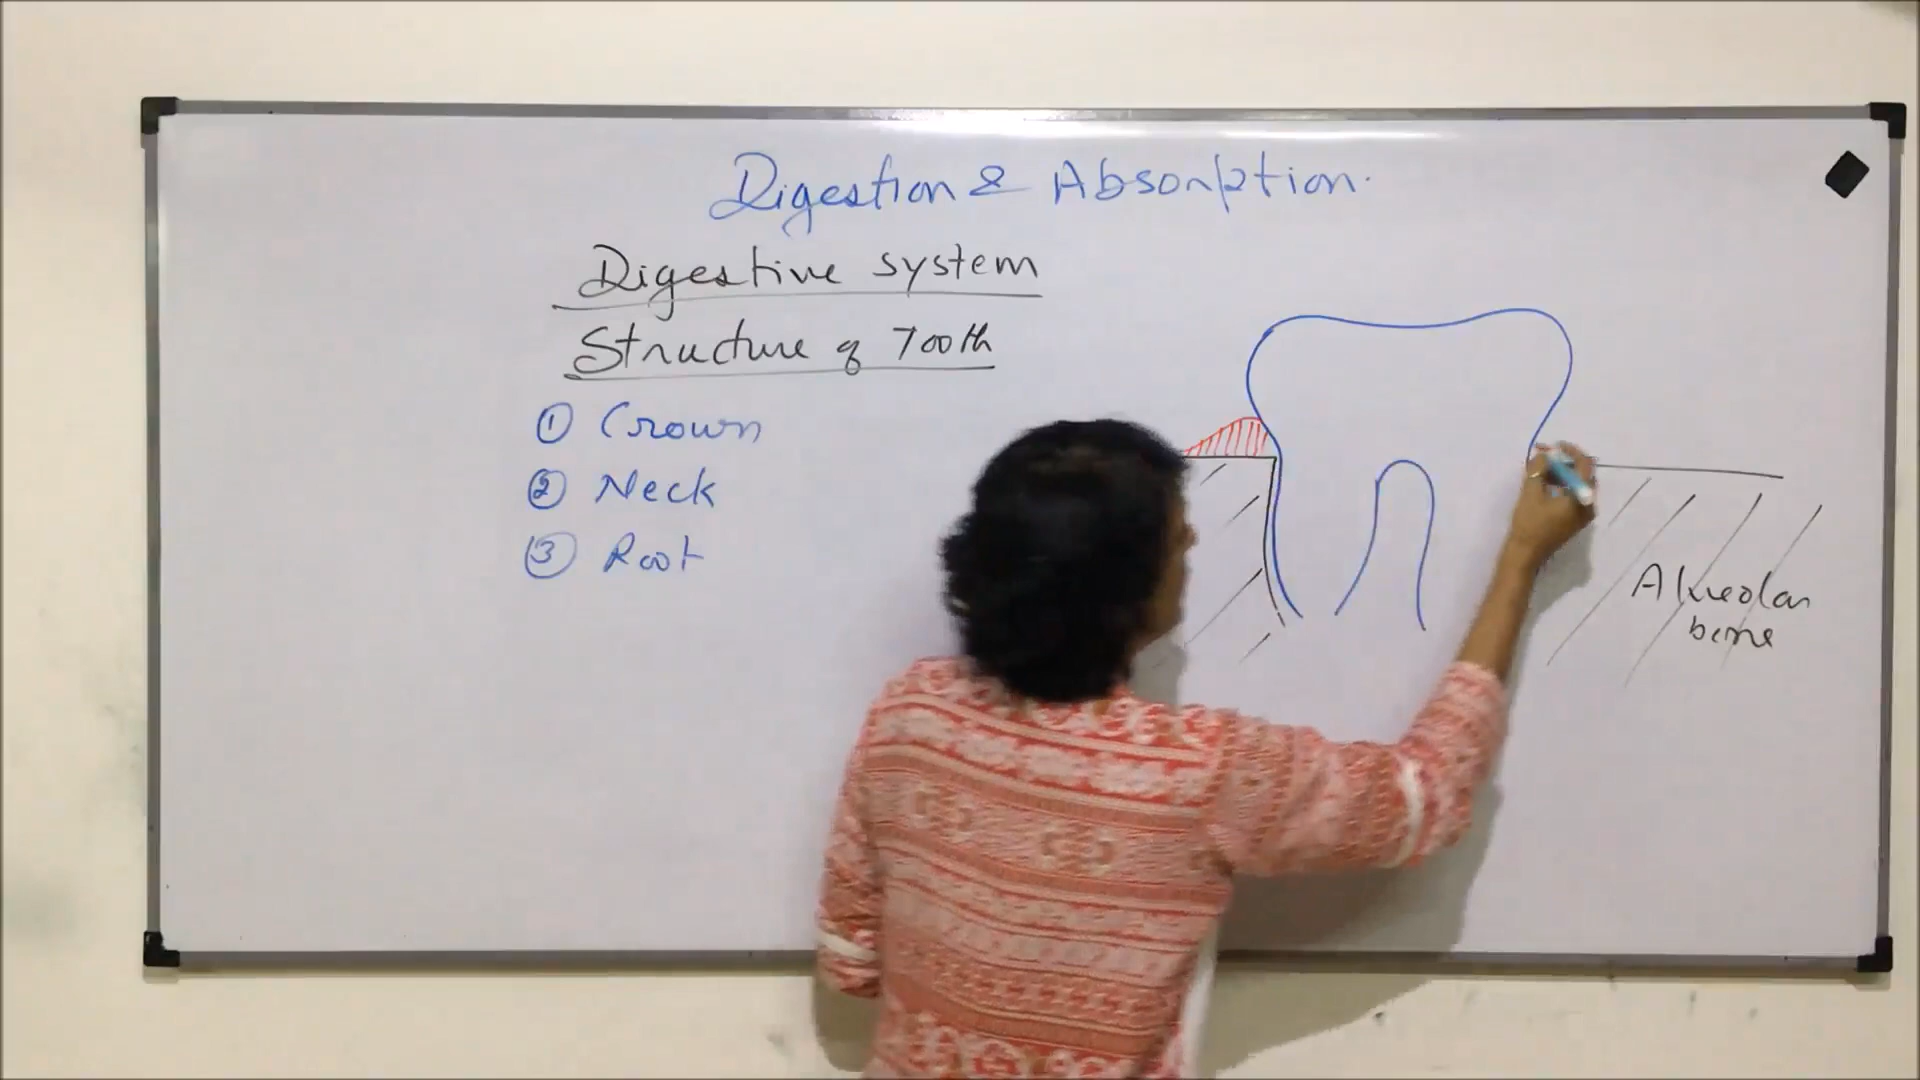 Digestion & Absorption.
Digestive system
Structure of Tooth
① Crown
② Neck
③ Root
Alveolar
bone